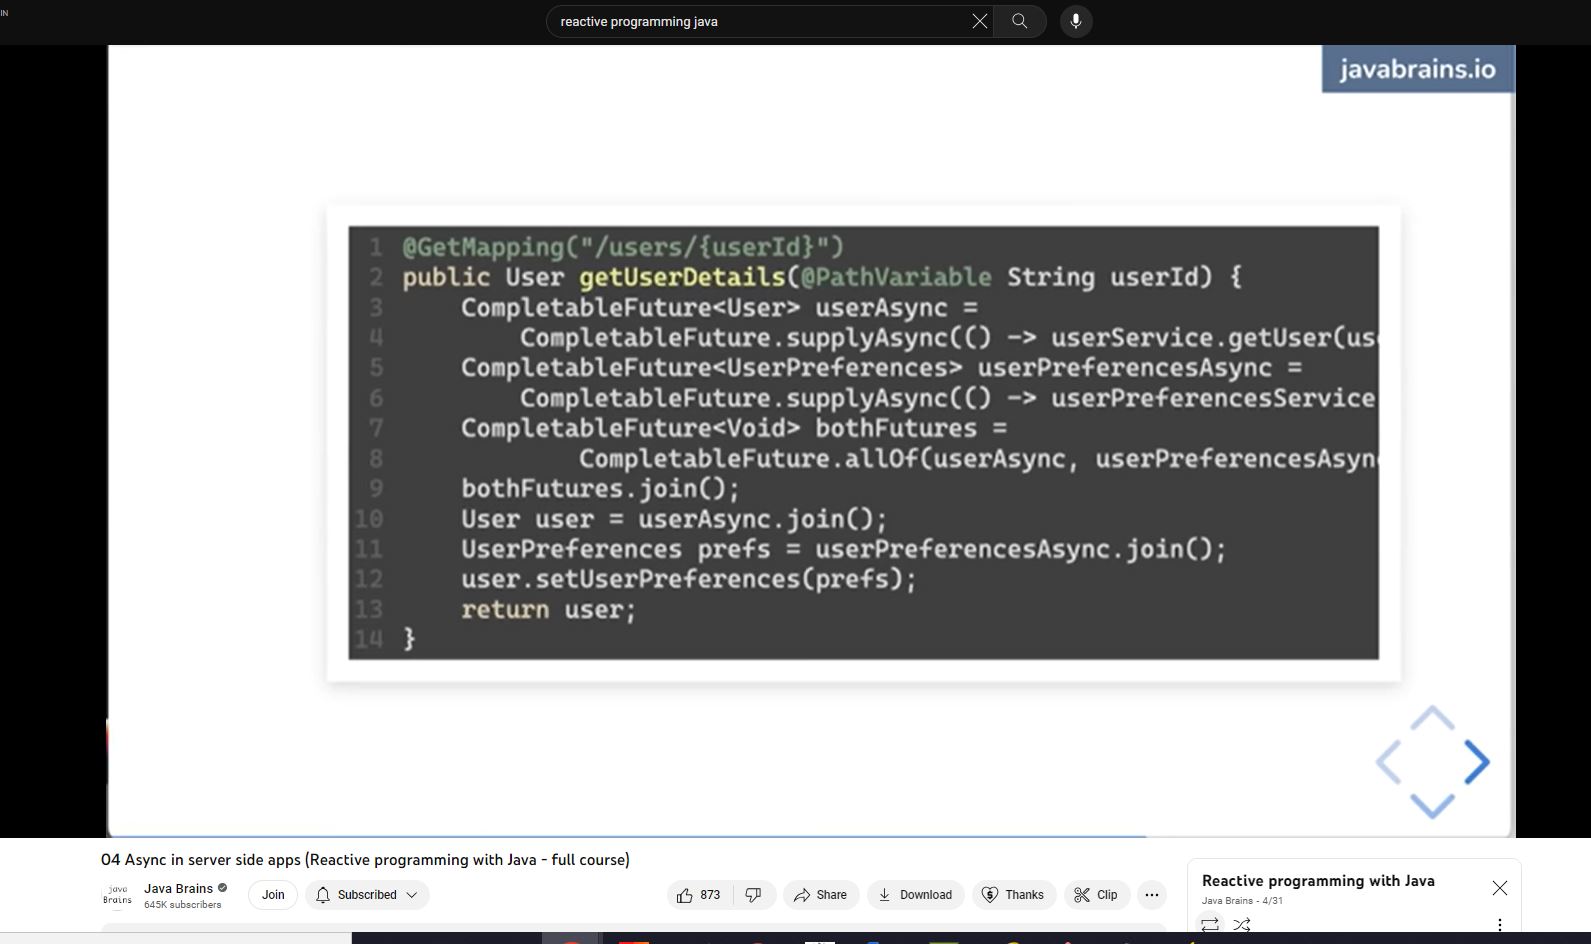 IN
reactive programming java
javabrains.io
1 @GetMapping("/users/{userId}")
2 public User getUserDetails(@PathVariable String userId) {
3 CompletableFuture<User> userAsync =
4 CompletableFuture.supplyAsync(() -> userService.getUser(us
5 CompletableFuture<UserPreferences> userPreferencesAsync =
6 CompletableFuture.supplyAsync(() -> userPreferencesService
7 CompletableFuture<Void> bothFutures =
8 CompletableFuture.allOf(userAsync, userPreferencesAsyn
9 bothFutures.join();
10 User user = userAsync.join();
11 UserPreferences prefs = userPreferencesAsync.join();
12 user.setUserPreferences(prefs);
13 return user;
14 }
04 Async in server side apps (Reactive programming with Java - full course)
java Brains
Java Brains
645K subscribers
Join
Subscribed
873
Share
Download
Thanks
Clip
Reactive programming with Java
Java Brains - 4/31